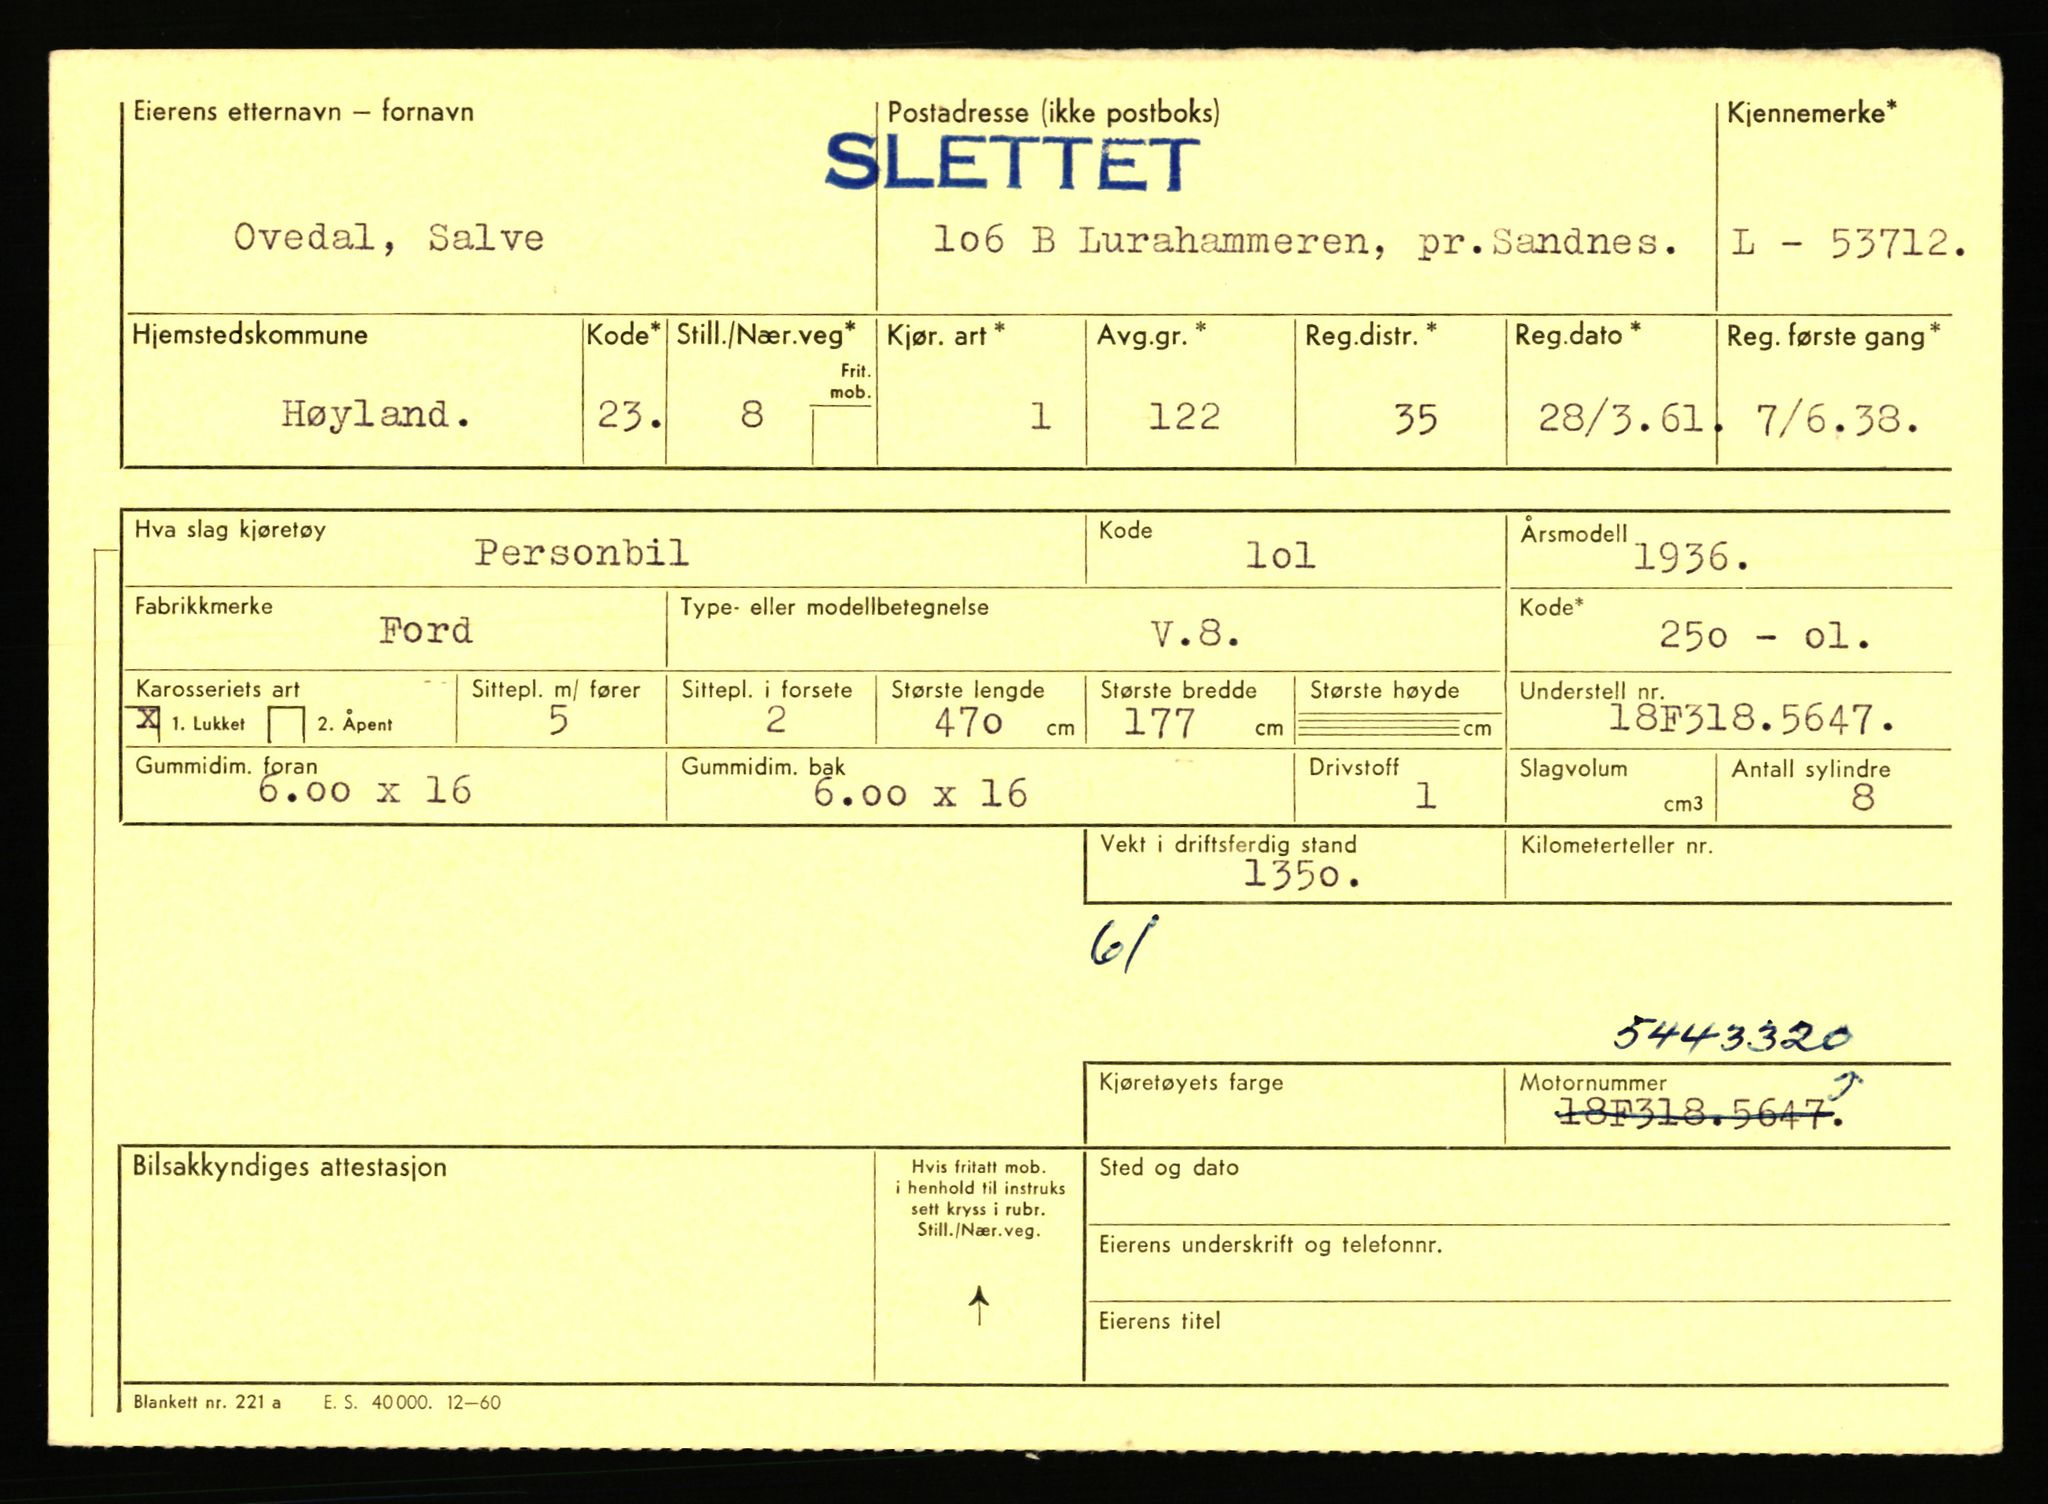 Eierens etternavn – fornavn
Postadresse (ikke postboks)
Kjennemerke*
SLETTET
Ovedal, Salve
lo6 B Lurahammeren, pr.Sandnes.
L - 53712.
Hjemstedskommune
Kode*
Still./Nær.veg*
Frit. mob.
Kjør. art *
Avg.gr. *
Reg.distr. *
Reg.dato *
Reg. første gang*
Høyland.
23.
8
1
122
35
28/3.61.
7/6.38.
Hva slag kjøretøy
Personbil
Kode
lol
Årsmodell
1936.
Fabrikkmerke
Ford
Type- eller modellbetegnelse
V.8.
Kode*
25o - ol.
Karosseriets art
X 1. Lukket 2. Åpent
Sittepl. m/ fører
5
Sittepl. i forsete
2
Største lengde
47o cm
Største bredde
177 cm
Største høyde
cm
Understell nr.
18F318.5647.
Gummidim. foran
6.oo x 16
Gummidim. bak
6.oo x 16
Drivstoff
1
Slagvolum
cm3
Antall sylindre
8
Vekt i driftsferdig stand
135o.
Kilometerteller nr.
61
5443320
Kjøretøyets farge
Motornummer
18F318.5647.
Bilsakkyndiges attestasjon
Hvis fritatt mob.
i henhold til instruks
sett kryss i rubr.
Still./Nær.veg.
Sted og dato
Eierens underskrift og telefonnr.
Eierens titel
Blankett nr. 221 a E. S. 40 000. 12–60